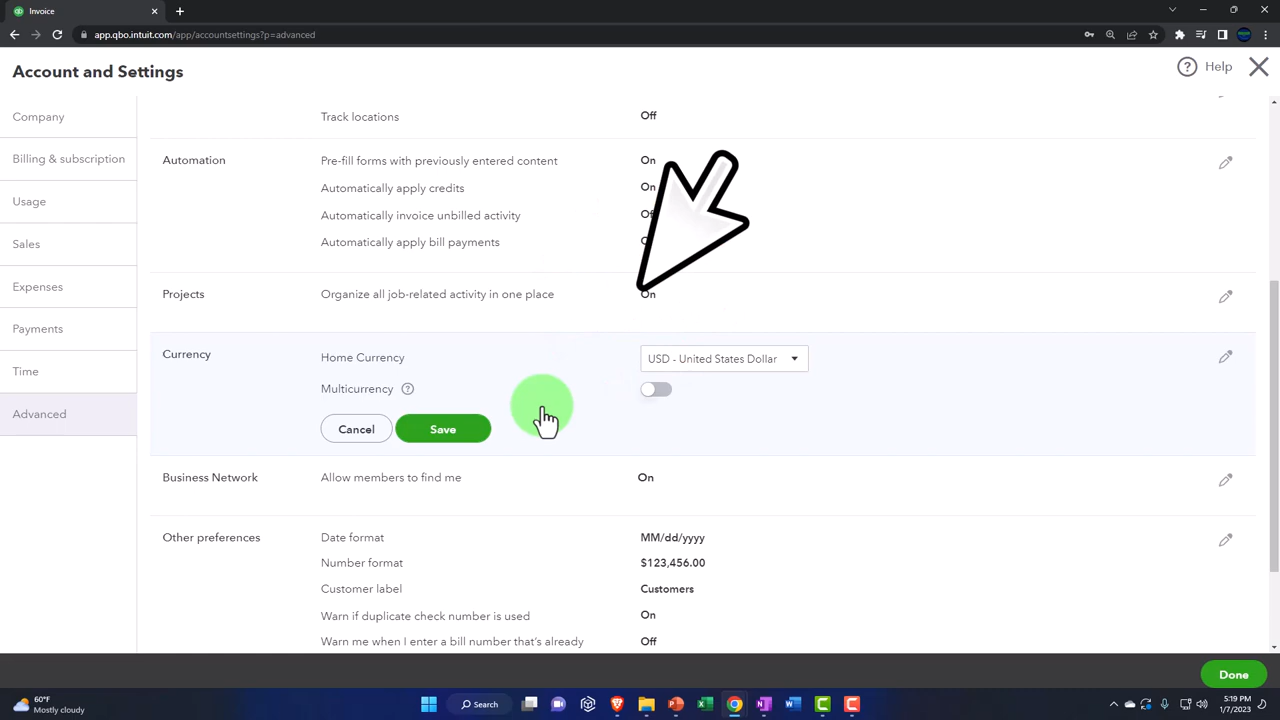 Invoice
app.qbo.intuit.com/app/accountsettings?p=advanced
Account and Settings
Help
Company
Billing & subscription
Usage
Sales
Expenses
Payments
Time
Advanced
Track locations Off
Automation Pre-fill forms with previously entered content On
Automatically apply credits On
Automatically invoice unbilled activity
Automatically apply bill payments
Projects Organize all job-related activity in one place On
Currency Home Currency USD - United States Dollar
Multicurrency ?
Cancel Save
Business Network Allow members to find me On
Other preferences Date format MM/dd/yyyy
Number format $123,456.00
Customer label Customers
Warn if duplicate check number is used On
Warn me when I enter a bill number that's already Off
Done
60°F
Mostly cloudy
Search
5:19 PM
1/7/2023